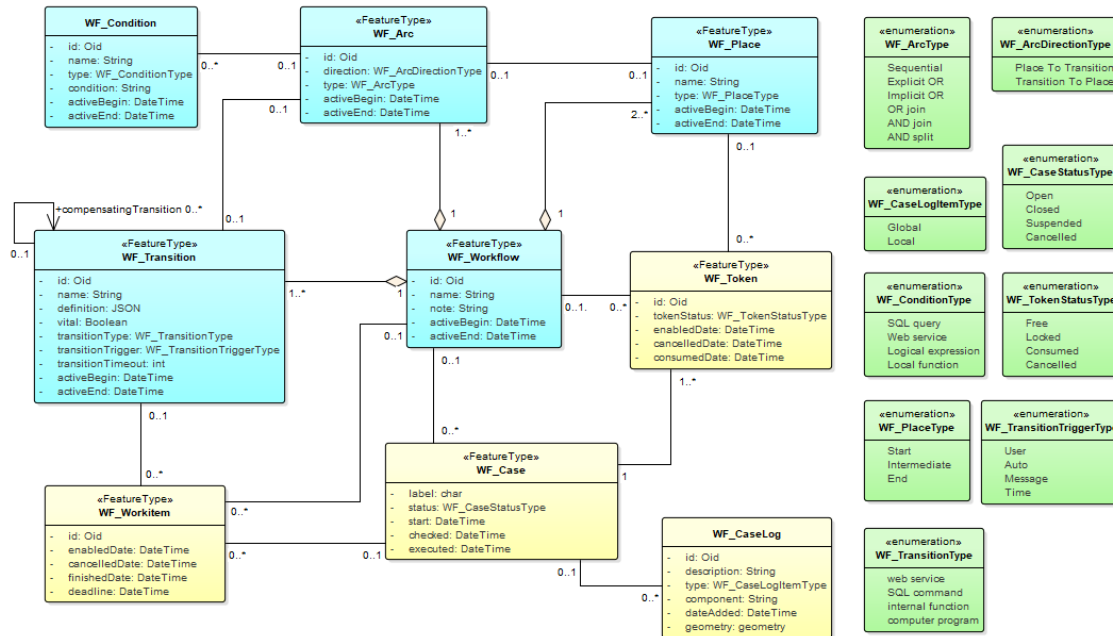 WF_Condition
- id: Oid
- name: String
- type: WF_ConditionType
- condition: String
- activeBegin: DateTime
- activeEnd: DateTime
0..*
0..1
«FeatureType»
WF_Arc
- id: Oid
- direction: WF_ArcDirectionType
- type: WF_ArcType
- activeBegin: DateTime
- activeEnd: DateTime
0..1
0..1
0..1
1..*
«FeatureType»
WF_Place
- id: Oid
- name: String
- type: WF_PlaceType
- activeBegin: DateTime
- activeEnd: DateTime
2..*
0..1
+compensatingTransition 0..*
0..1
0..1
1
1
«FeatureType»
WF_Transition
- id: Oid
- name: String
- definition: JSON
- vital: Boolean
- transitionType: WF_TransitionType
- transitionTrigger: WF_TransitionTriggerType
- transitionTimeout: int
- activeBegin: DateTime
- activeEnd: DateTime
1..*
1
0..1
«FeatureType»
WF_Workflow
- id: Oid
- name: String
- note: String
- activeBegin: DateTime
- activeEnd: DateTime
0..1.
0..*
0..*
«FeatureType»
WF_Token
- id: Oid
- tokenStatus: WF_TokenStatusType
- enabledDate: DateTime
- cancelledDate: DateTime
- consumedDate: DateTime
0..1
0..1
1..*
0..*
0..*
«FeatureType»
WF_Workitem
- id: Oid
- enabledDate: DateTime
- cancelledDate: DateTime
- finishedDate: DateTime
- deadline: DateTime
0..*
0..*
0..1
«FeatureType»
WF_Case
- label: char
- status: WF_CaseStatusType
- start: DateTime
- checked: DateTime
- executed: DateTime
1
0..1
0..*
WF_CaseLog
- id: Oid
- description: String
- type: WF_CaseLogItemType
- component: String
- dateAdded: DateTime
- geometry: geometry
«enumeration»
WF_ArcType
Sequential
Explicit OR
Implicit OR
OR join
AND join
AND split
«enumeration»
WF_ArcDirectionType
Place To Transition
Transition To Place
«enumeration»
WF_CaseLogItemType
Global
Local
«enumeration»
WF_CaseStatusType
Open
Closed
Suspended
Cancelled
«enumeration»
WF_ConditionType
SQL query
Web service
Logical expression
Local function
«enumeration»
WF_TokenStatusType
Free
Locked
Consumed
Cancelled
«enumeration»
WF_PlaceType
Start
Intermediate
End
«enumeration»
WF_TransitionTriggerType
User
Auto
Message
Time
«enumeration»
WF_TransitionType
web service
SQL command
internal function
computer program